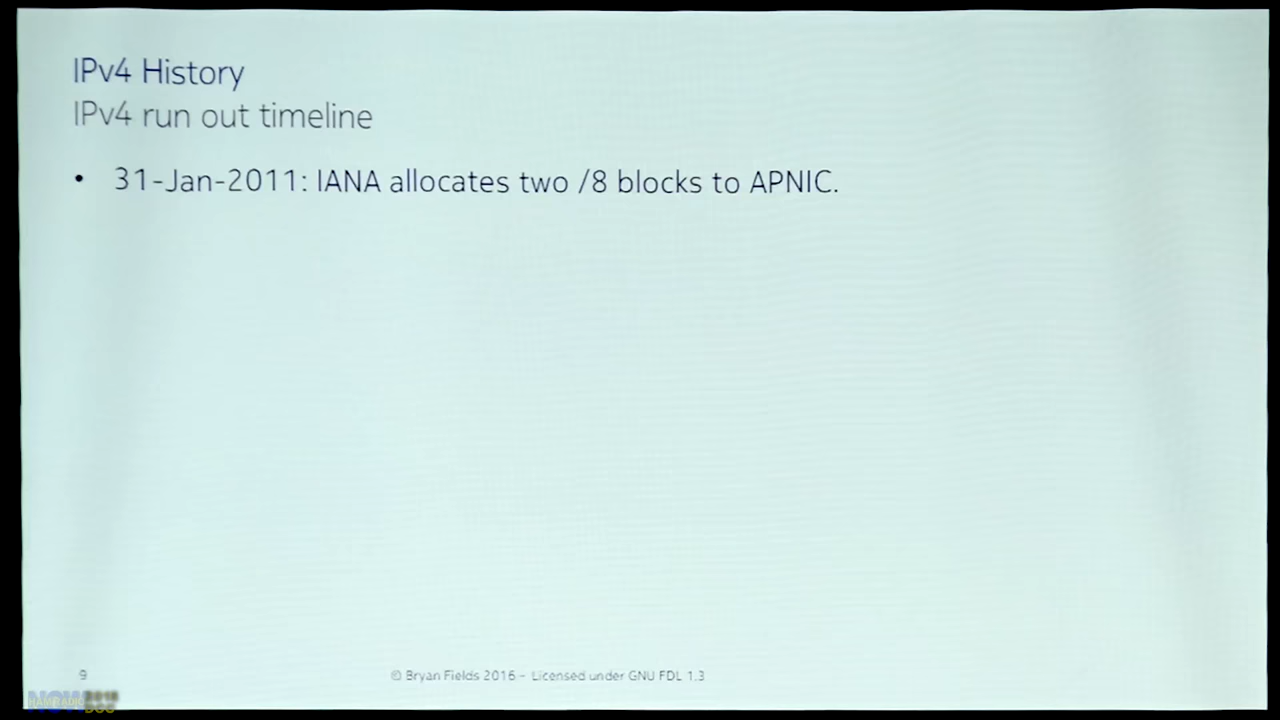 IPv4 History
IPv4 run out timeline
• 31-Jan-2011: IANA allocates two /8 blocks to APNIC.
9
© Bryan Fields 2016 – Licensed under GNU FDL 1.3